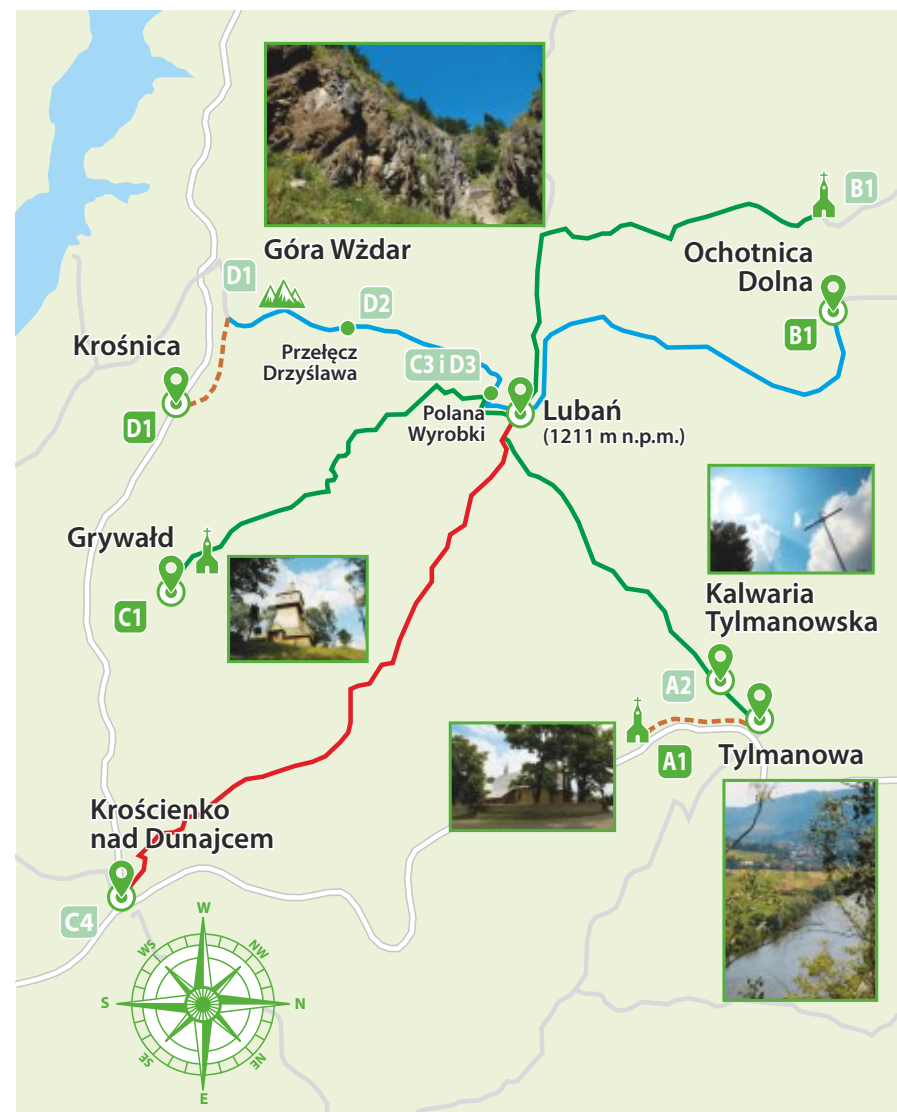 B1
Góra Wżdar
Ochotnica
Dolna
D1
D2
B1
Krośnica
Przełęcz
Drzyślawa
C3 i D3
D1
Polana
Wyrobki
Lubań
(1211 m n.p.m.)
Grywałd
C1
Kalwaria
Tylmanowska
A2
A1
Tylmanowa
Krościenko
nad Dunajcem
C4
W
WS
NW
S
N
SE
NE
E